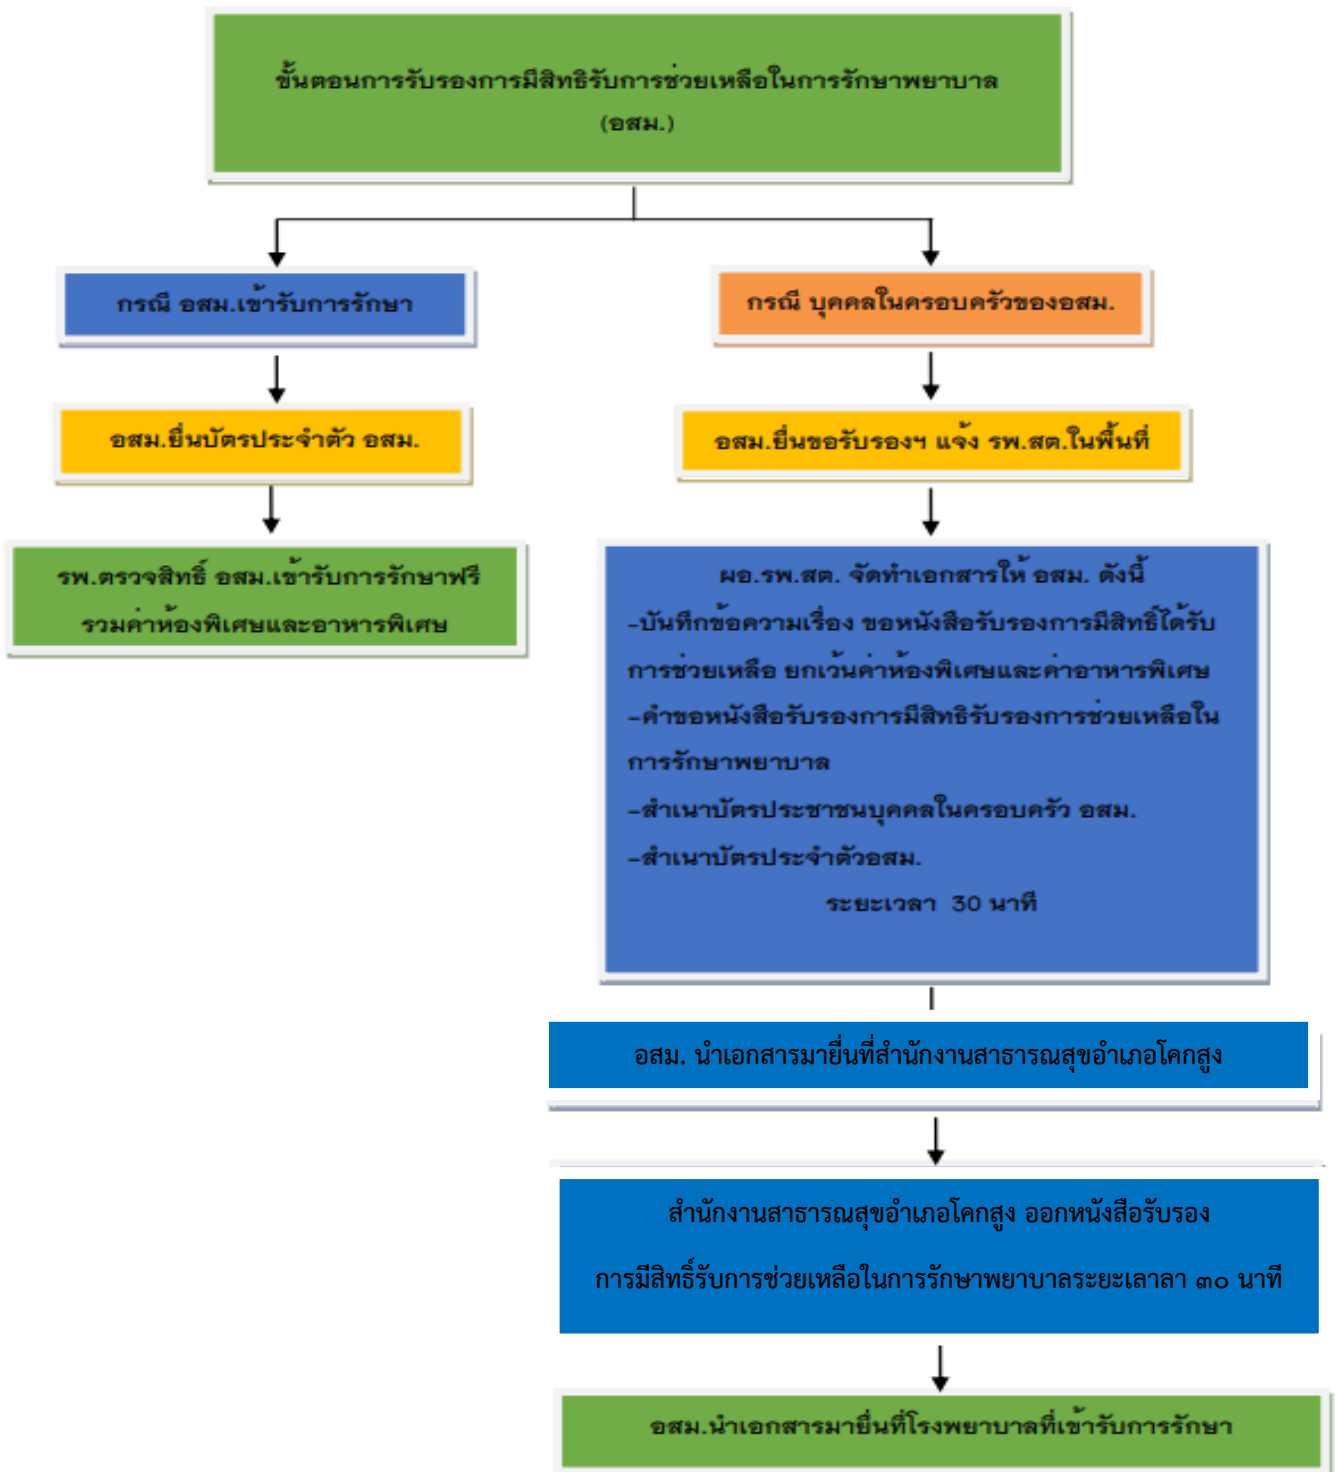 ขั้นตอนการรับรองการมีสิทธิรับการช่วยเหลือในการรักษาพยาบาล
(อสม.)
กรณี อสม.เข้ารับการรักษา
อสม.ยื่นบัตรประจำตัว อสม.
รพ.ตรวจสิทธิ์ อสม.เข้ารับการรักษาฟรี
รวมค่าห้องพิเศษและอาหารพิเศษ
กรณี บุคคลในครอบครัวของอสม.
อสม.ยื่นขอรับรองฯ แจ้ง รพ.สต.ในพื้นที่
ผอ.รพ.สต. จัดทำเอกสารให้ อสม. ดังนี้
-บันทึกข้อความเรื่อง ขอหนังสือรับรองการมีสิทธิ์ได้รับ
การช่วยเหลือ ยกเว้นค่าห้องพิเศษและค่าอาหารพิเศษ
-คำขอหนังสือรับรองการมีสิทธิรับรองการช่วยเหลือใน
การรักษาพยาบาล
-สำเนาบัตรประชาชนบุคคลในครอบครัว อสม.
-สำเนาบัตรประจำตัวอสม.
ระยะเวลา 30 นาที
อสม. นำเอกสารมายื่นที่สำนักงานสาธารณสุขอำเภอโคกสูง
สำนักงานสาธารณสุขอำเภอโคกสูง ออกหนังสือรับรอง
การมีสิทธิ์รับการช่วยเหลือในการรักษาพยาบาลระยะเลาลา ๓๐ นาที
อสม.นำเอกสารมายื่นที่โรงพยาบาลที่เข้ารับการรักษา